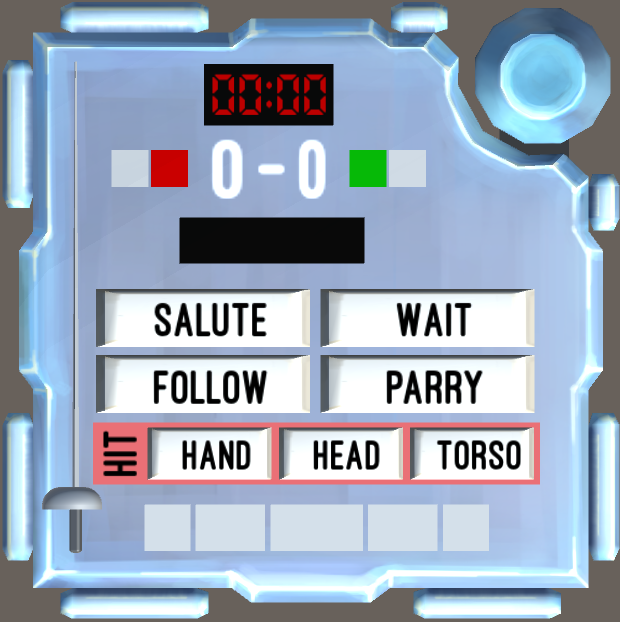 00:00
0-0
SALUTE WAIT
FOLLOW PARRY
HIT HAND HEAD TORSO